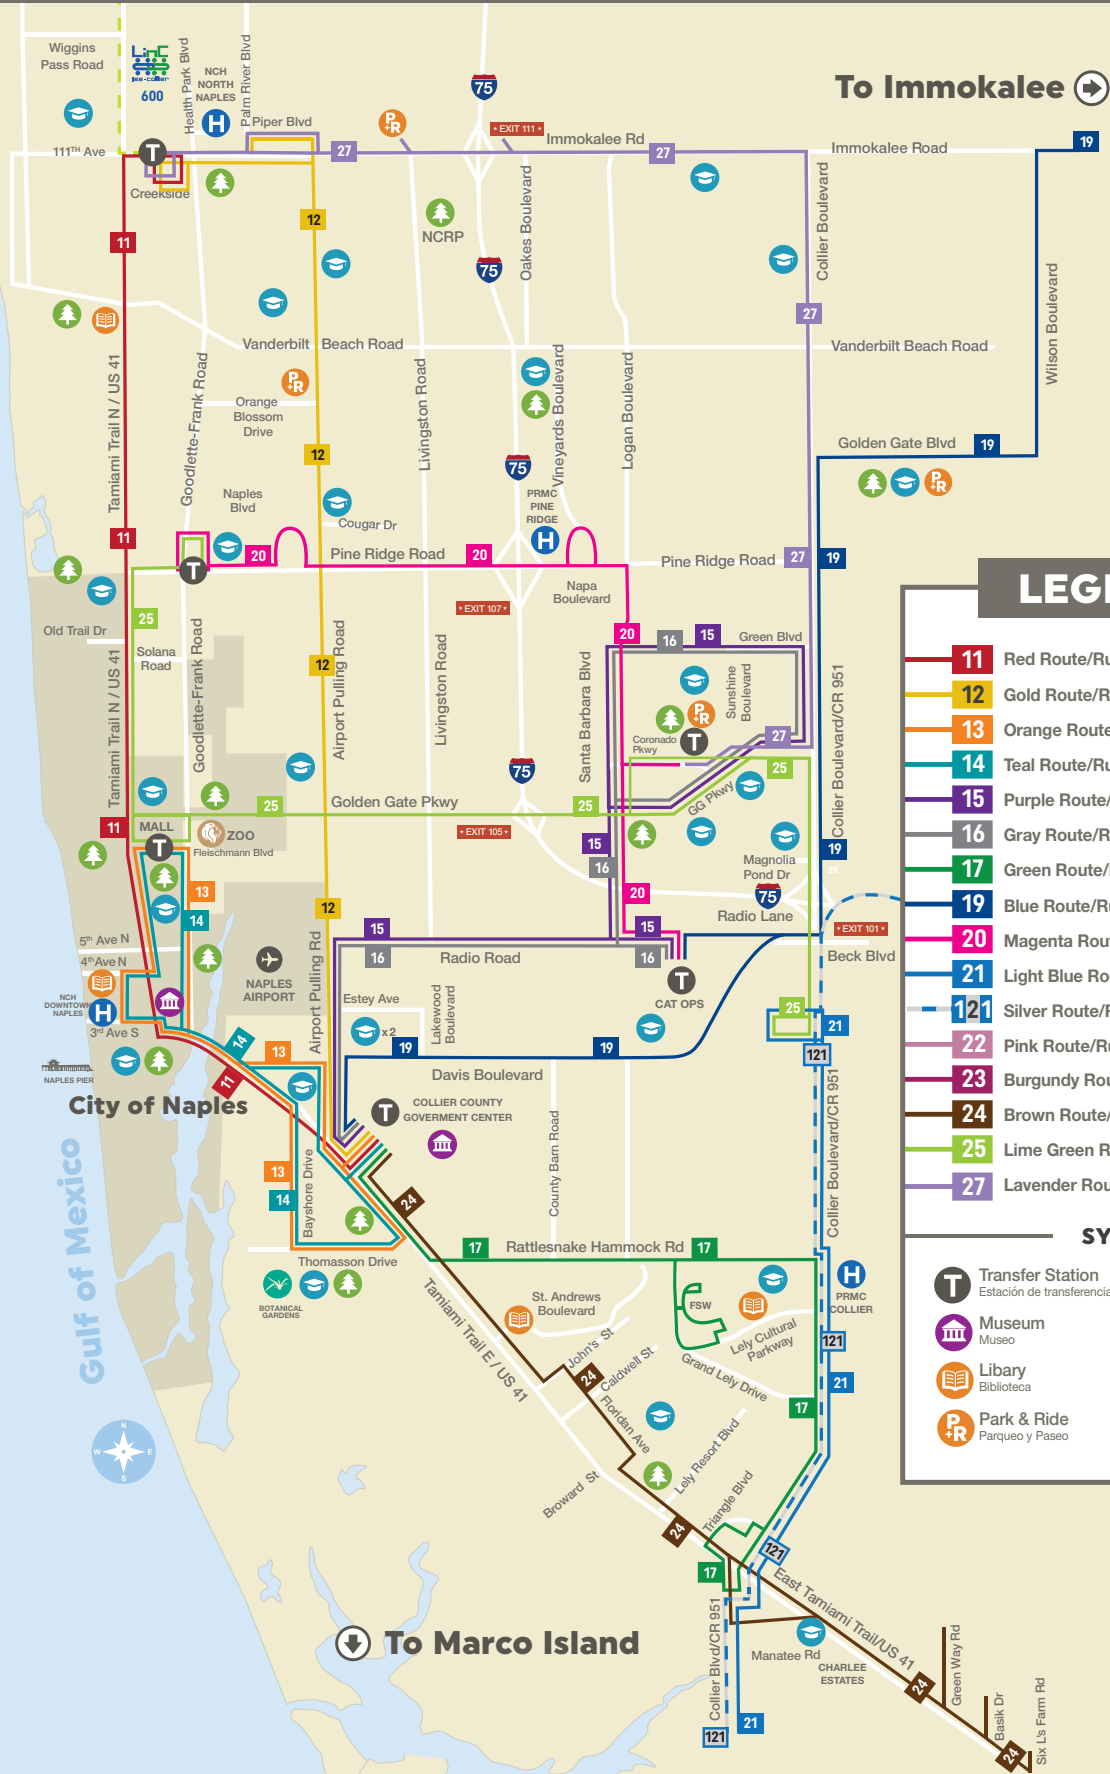 Wiggins
Pass Road
LinC
lee-collier
600
Health Park Blvd
Palm River Blvd
NCH
NORTH
NAPLES
H
Piper Blvd
75
P+R
EXIT 111
Immokalee Rd
To Immokalee
Immokalee Road
19
111TH Ave
T
27
27
Creekside
11
12
NCRP
75
Oakes Boulevard
Collier Boulevard
27
Wilson Boulevard
Vanderbilt Beach Road
Vanderbilt Beach Road
Tamiami Trail N / US 41
Goodlette-Frank Road
P+R
Orange
Blossom
Drive
Livingston Road
Vineyards Boulevard
Logan Boulevard
12
75
Golden Gate Blvd
19
P+R
Naples
Blvd
Cougar Dr
PRMC
PINE
RIDGE
H
11
20
Pine Ridge Road
20
Pine Ridge Road
27
19
T
Napa
Boulevard
EXIT 107
25
Old Trail Dr
Solana
Road
20
16
15
Green Blvd
Tamiami Trail N / US 41
Goodlette-Frank Road
12
Airport Pulling Road
Livingston Road
Santa Barbara Blvd
Sunshine
Boulevard
Collier Boulevard/CR 951
P+R
Coronado
Pkwy
T
27
75
25
GG Pkwy
25
Golden Gate Pkwy
25
11
MALL
T
ZOO
Fleischmann Blvd
EXIT 105
15
16
Magnolia
Pond Dr
19
13
14
12
20
75
Radio Lane
EXIT 101
15
15
5th Ave N
4th Ave N
16
Radio Road
16
Beck Blvd
NAPLES
AIRPORT
Airport Pulling Rd
T
CAT OPS
NCH
DOWNTOWN
NAPLES
H
3rd Ave S
Estey Ave
x2
Lakewood
Boulevard
25
21
14
13
19
19
121
NAPLES PIER
11
Davis Boulevard
City of Naples
T
COLLIER COUNTY
GOVERMENT CENTER
County Barn Road
Collier Boulevard/CR 951
13
14
Bayshore Drive
24
Gulf of Mexico
17
Rattlesnake Hammock Rd
17
Thomasson Drive
BOTANICAL
GARDENS
H
PRMC
COLLIER
St. Andrews
Boulevard
FSW
Lely Cultural
Parkway
121
Tamiami Trail E / US 41
John's St
Caldwell St
Grand Lely Drive
21
24
Floridan Ave
17
N
W
E
S
Lely Resort Blvd
Broward St
Triangle Blvd
24
121
17
East Tamiami Trail/US 41
To Marco Island
Collier Blvd/CR 951
Manatee Rd
CHARLEE
ESTATES
24
Green Way Rd
Basik Dr
Six L's Farm Rd
21
121
24
LEG
11 Red Route/Ru
12 Gold Route/R
13 Orange Route
14 Teal Route/Ru
15 Purple Route/
16 Gray Route/R
17 Green Route/
19 Blue Route/Ru
20 Magenta Rou
21 Light Blue Ro
121 Silver Route/
22 Pink Route/Ru
23 Burgundy Rou
24 Brown Route/
25 Lime Green R
27 Lavender Rou
SY
T Transfer Station
Estación de transferencia
Museum
Museo
Libary
Biblioteca
P+R Park & Ride
Parqueo y Paseo